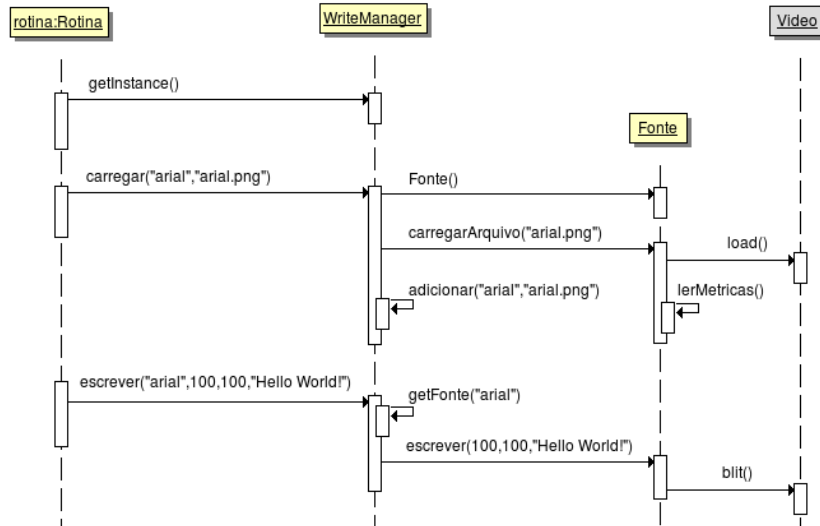 rotina:Rotina
WriteManager
Video
getInstance()
Fonte
carregar("arial","arial.png")
Fonte()
carregarArquivo("arial.png")
load()
adicionar("arial","arial.png")
lerMetricas()
escrever("arial",100,100,"Hello World!")
getFonte("arial")
escrever(100,100,"Hello World!")
blit()